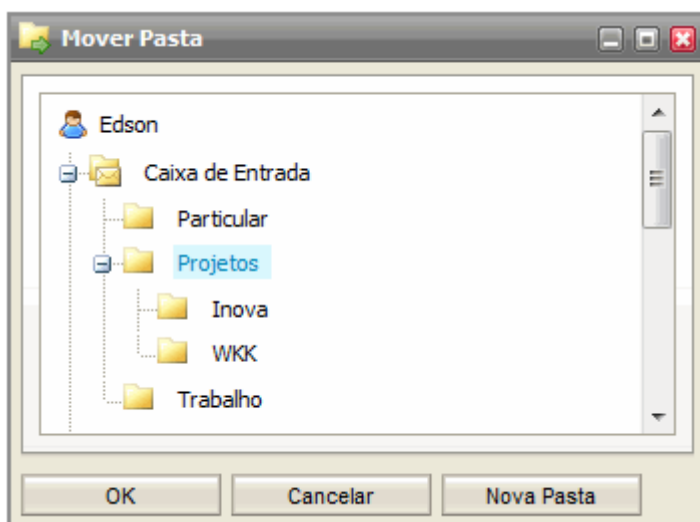 Mover Pasta
Edson
Caixa de Entrada
Particular
Projetos
Inova
WKK
Trabalho
OK Cancelar Nova Pasta